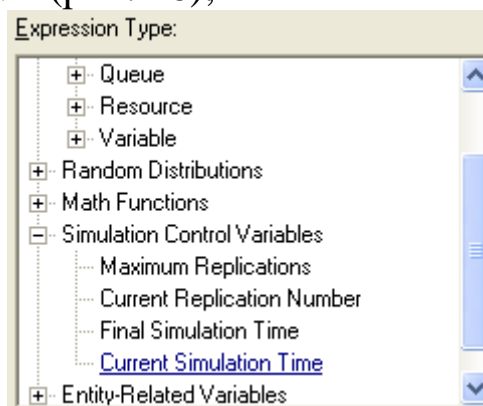 Expression Type:
Queue
Resource
Variable
Random Distributions
Math Functions
Simulation Control Variables
Maximum Replications
Current Replication Number
Final Simulation Time
Current Simulation Time
Entity-Related Variables